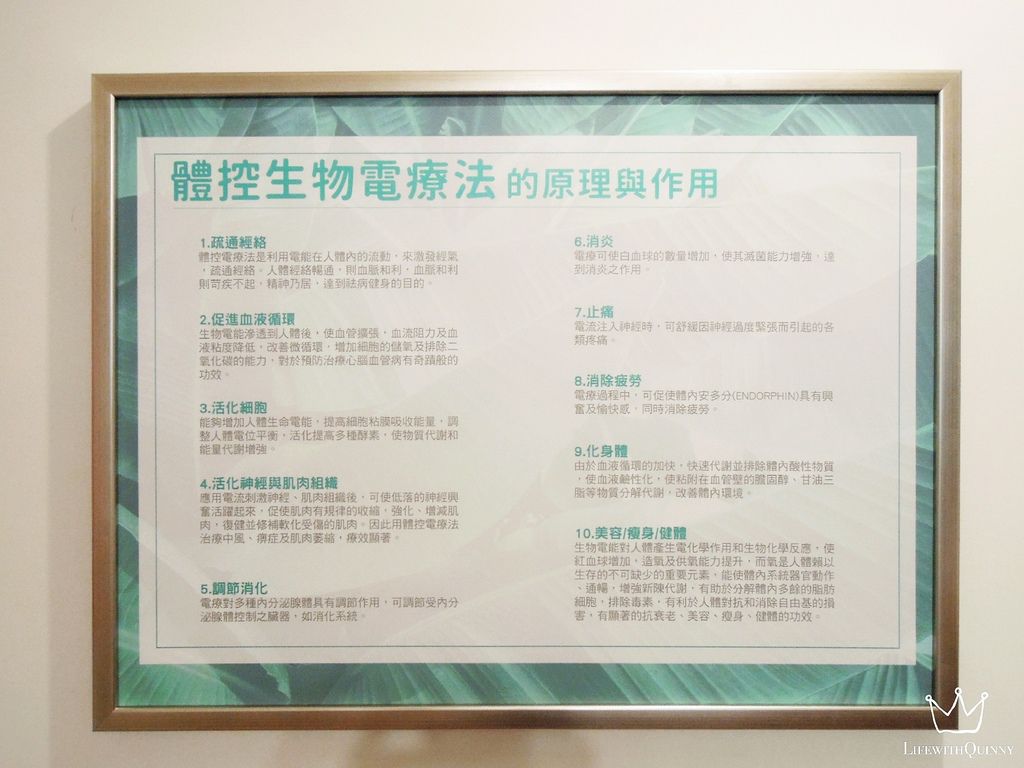 體控生物電療法 的原理與作用
1.疏通經絡
體控電療法是利用電能在人體內的流動，來激發經氣
，疏通經絡。人體經絡暢通，則血脈和利，血脈和利
則苛疾不起，精神乃居，達到祛病健身的目的。
2.促進血液循環
生物電能滲透到人體後，使血管擴張，血流阻力及血
液粘度降低，改善微循環，增加細胞的儲氧及排除二
氧化碳的能力，對於預防治療心腦血管病有奇蹟般的
功效。
3.活化細胞
能夠增加人體生命電能，提高細胞粘膜吸收能量，調
整人體電位平衡，活化提高多種酵素，使物質代謝和
能量代謝增強。
4.活化神經與肌肉組織
應用電流刺激神經、肌肉組織後，可使低落的神經興
奮活躍起來，促使肌肉有規律的收縮，強化、增減肌
肉，復健並修補軟化受傷的肌肉。因此用體控電療法
治療中風、痹症及肌肉萎縮，療效顯著。
5.調節消化
電療對多種內分泌腺體具有調節作用，可調節受內分
泌腺體控制之臟器，如消化系統。
6.消炎
電療可使白血球的數量增加，使其滅菌能力增強，達
到消炎之作用。
7.止痛
電流注入神經時，可舒緩因神經過度緊張而引起的各
類疼痛。
8.消除疲勞
電療過程中，可促使體內安多分(ENDORPHIN)具有興
奮及愉快感，同時消除疲勞。
9.化身體
由於血液循環的加快，快速代謝並排除體內酸性物質
，使血液鹼性化，使粘附在血管壁的膽固醇、甘油三
脂等物質分解代謝，改善體內環境。
10.美容/瘦身/健體
生物電能對人體產生電化學作用和生物化學反應，使
紅血球增加，造氧及供氧能力提升，而氧是人體賴以
生存的不可缺少的重要元素，能使體內系統器官動作
、通暢，增強新陳代謝，有助於分解體內多餘的脂肪
細胞，排除毒素，有利於人體對抗和消除自由基的損
害，有顯著的抗衰老、美容、瘦身、健體的功效。
LIFEWITHQUINNY